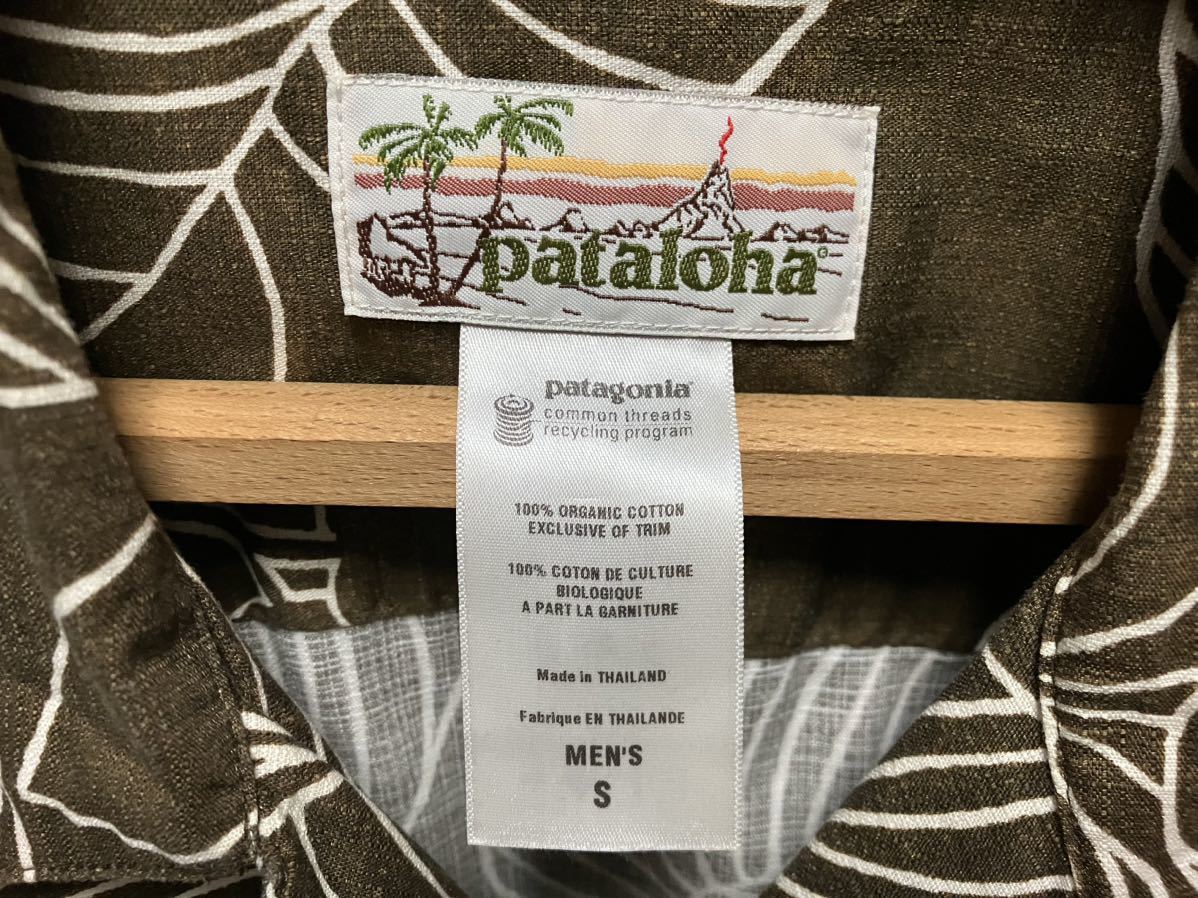 pataloha
patagonia
common threads
recycling program
100% ORGANIC COTTON
EXCLUSIVE OF TRIM
100% COTON DE CULTURE
BIOLOGIQUE
A PART LA GARNITURE
Made in THAILAND
Fabrique EN THAILANDE
MEN'S
S